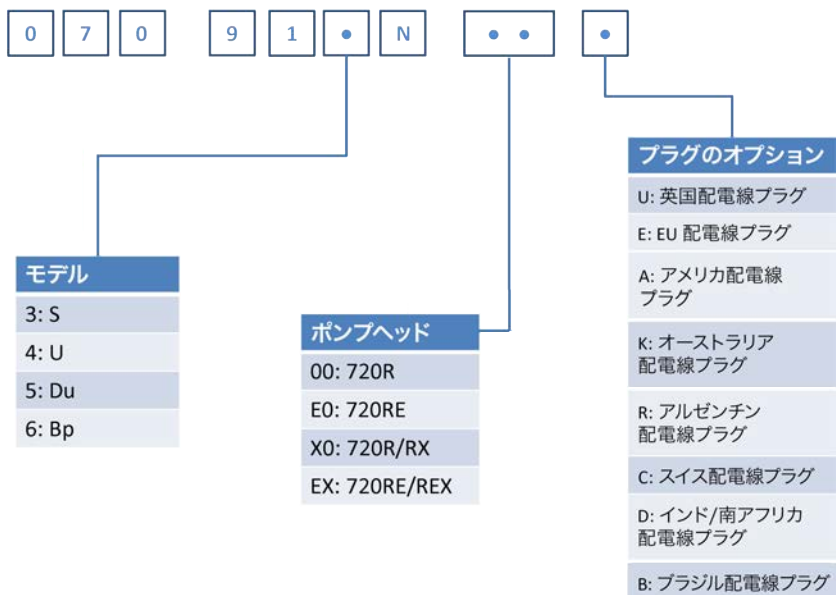 0 7 0 9 1 • N • • •
モデル
3: S
4: U
5: Du
6: Bp
ポンプヘッド
00: 720R
E0: 720RE
X0: 720R/RX
EX: 720RE/REX
プラグのオプション
U: 英国配電線プラグ
E: EU 配電線プラグ
A: アメリカ配電線
プラグ
K: オーストラリア
配電線プラグ
R: アルゼンチン
配電線プラグ
C: スイス配電線プラグ
D: インド/南アフリカ
配電線プラグ
B: ブラジル配電線プラグ